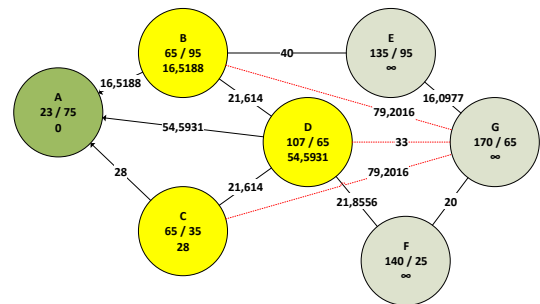 B
65 / 95
16,5188
E
135 / 95
∞
40
16,5188
A
23 / 75
0
21,614
16,0977
79,2016
54,5931
D
107 / 65
54,5931
33
G
170 / 65
∞
28
21,614
79,2016
C
65 / 35
28
21,8556
20
F
140 / 25
∞